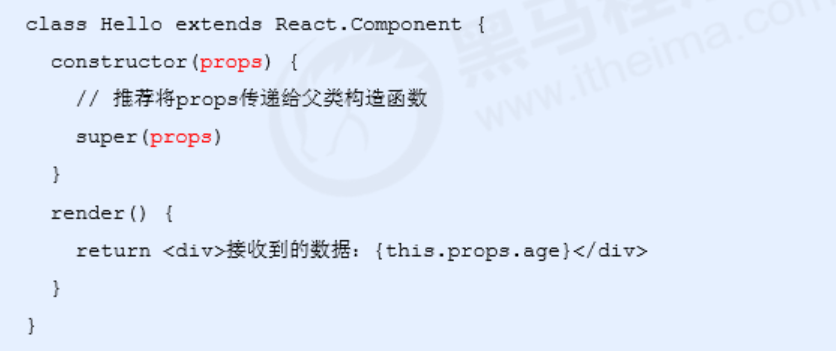 class Hello extends React.Component {
constructor(props) {
// 推荐将props传递给父类构造函数
super(props)
}
render() {
return <div>接收到的数据：{this.props.age}</div>
}
}
黑马程
www.itheima.com